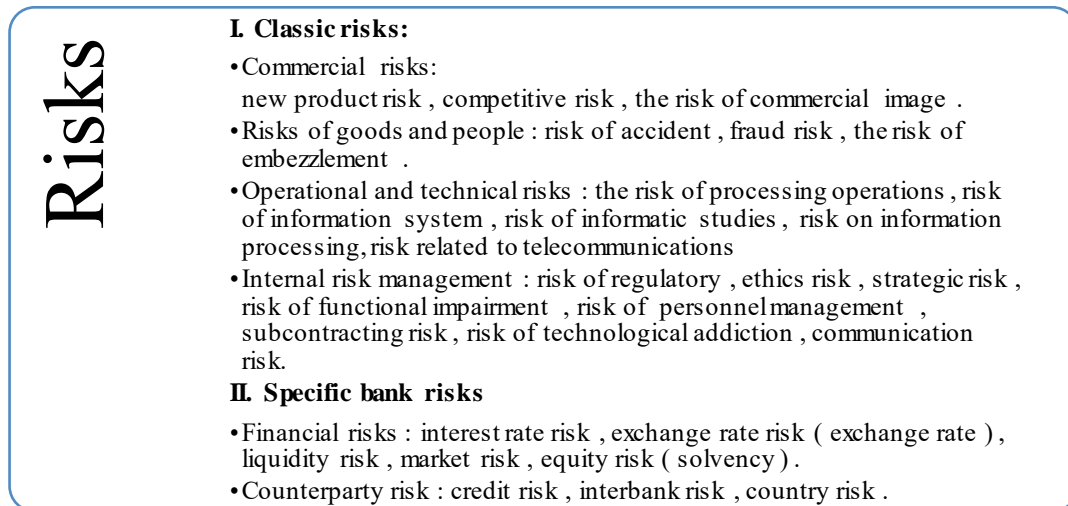 Risks
I. Classic risks:
•Commercial risks:
new product risk , competitive risk , the risk of commercial image .
•Risks of goods and people : risk of accident , fraud risk , the risk of
embezzlement .
•Operational and technical risks : the risk of processing operations , risk
of information system , risk of informatic studies , risk on information
processing, risk related to telecommunications
•Internal risk management : risk of regulatory , ethics risk , strategic risk ,
risk of functional impairment , risk of personnel management ,
subcontracting risk , risk of technological addiction , communication
risk.
II. Specific bank risks
•Financial risks : interest rate risk , exchange rate risk ( exchange rate ) ,
liquidity risk , market risk , equity risk ( solvency ) .
•Counterparty risk : credit risk , interbank risk , country risk .